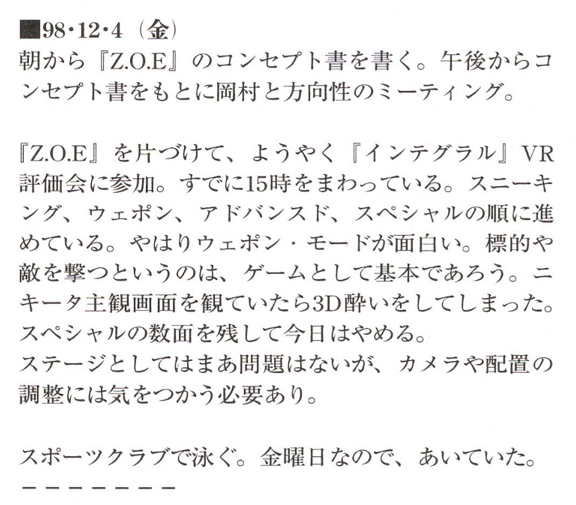 ■98・12・4（金）
朝から『Z.O.E』のコンセプト書を書く。午後からコ
ンセプト書をもとに岡村と方向性のミーティング。
『Z.O.E』を片づけて、ようやく『インテグラル』VR
評価会に参加。すでに15時をまわっている。スニーキ
ング、ウェポン、アドバンスド、スペシャルの順に進
めている。やはりウェポン・モードが面白い。標的や
敵を撃つというのは、ゲームとして基本であろう。ニ
キータ主観画面を観ていたら3D酔いをしてしまった。
スペシャルの数面を残して今日はやめる。
ステージとしてはまあ問題はないが、カメラや配置の
調整には気をつかう必要あり。
スポーツクラブで泳ぐ。金曜日なので、あいていた。
－－－－－－－